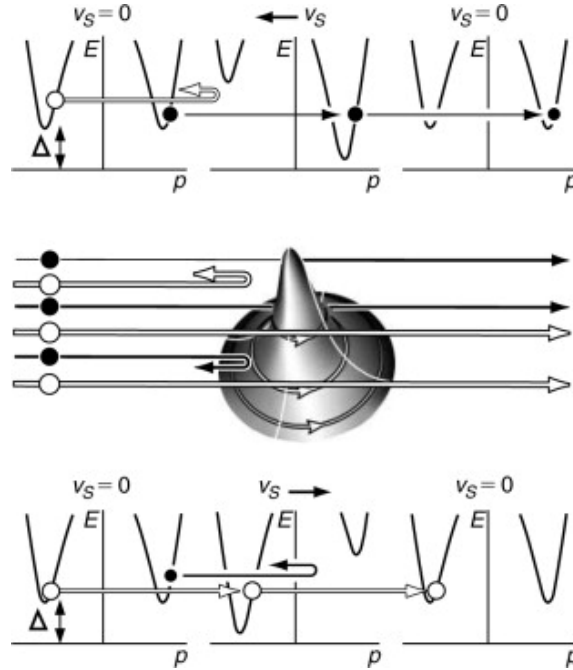 v_S = 0 v_S v_S = 0
E E E
Δ
p p p
v_S = 0 v_S v_S = 0
E E E
Δ
p p p